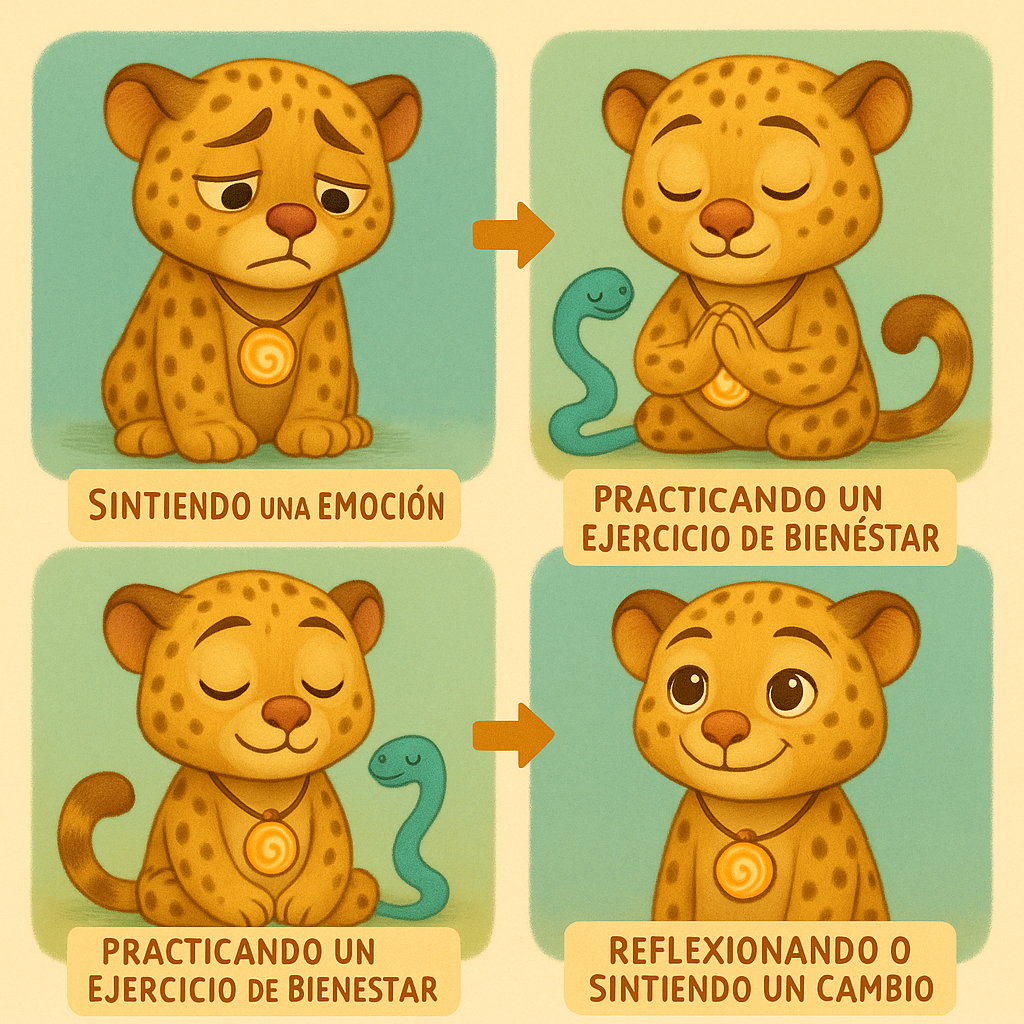 SINTIENDO UNA EMOCIÓN
PRACTICANDO UN
EJERCICIO DE BIENÉSTAR
PRACTICANDO UN
EJERCICIO DE BIENESTAR
REFLEXIONANDO O
SINTIENDO UN CAMBIO